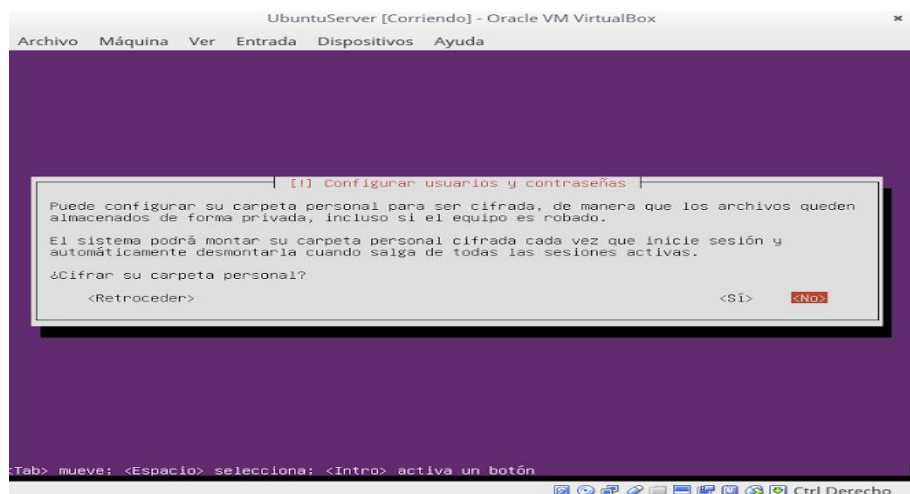 UbuntuServer [Corriendo] - Oracle VM VirtualBox
Archivo Máquina Ver Entrada Dispositivos Ayuda
[!] Configurar usuarios y contraseñas
Puede configurar su carpeta personal para ser cifrada, de manera que los archivos queden
almacenados de forma privada, incluso si el equipo es robado.
El sistema podrá montar su carpeta personal cifrada cada vez que inicie sesión y
automáticamente desmontarla cuando salga de todas las sesiones activas.
¿Cifrar su carpeta personal?
<Retroceder> <Sí> <No>
<Tab> mueve; <Espacio> selecciona; <Intro> activa un botón
Ctrl Derecho